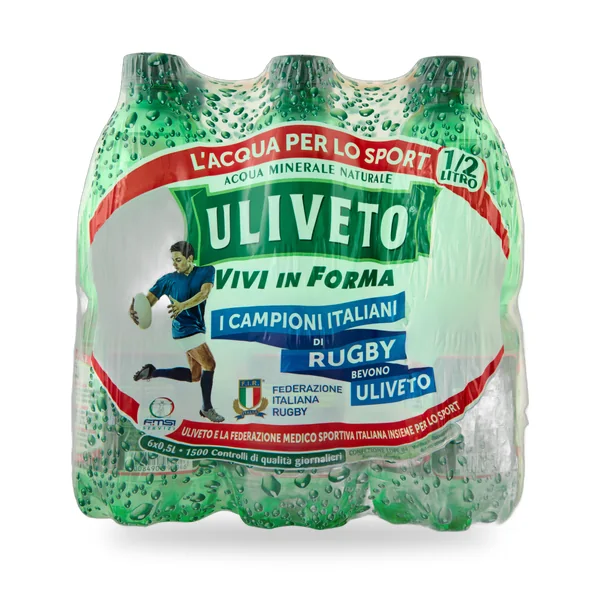 L'ACQUA PER LO SPORT
1/2
LITRO
ACQUA MINERALE NATURALE
ULIVETO
VIVI IN FORMA
I CAMPIONI ITALIANI
DI
RUGBY
BEVONO
ULIVETO
F.I.R.
FEDERAZIONE
ITALIANA
RUGBY
FMSI
ULIVETO E LA FEDERAZIONE MEDICO SPORTIVA ITALIANA INSIEME PER LO SPORT
6x0,5L • 1500 Controlli di qualità giornalieri